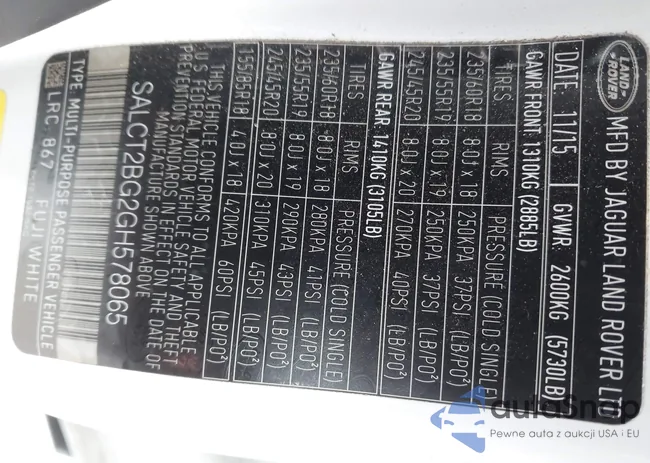 LAND-
ROVER
MFD BY JAGUAR LAND ROVER LTD
DATE: 11/15 GVWR: 2600KG (5730LB)
GAWR FRONT: 1310KG (2885LB)
TIRES RIMS PRESSURE (COLD SINGLE)
235/60R18 8.0J x 18 250KPA 37PSI (LB/PO²)
235/55R19 8.0J x 19 250KPA 37PSI (LB/PO²)
245/45R20 8.0J x 20 270KPA 40PSI (LB/PO²)
GAWR REAR: 1410KG (3105LB)
TIRES RIMS PRESSURE (COLD SINGLE)
235/60R18 8.0J x 18 280KPA 41PSI (LB/PO²)
235/55R19 8.0J x 19 290KPA 43PSI (LB/PO²)
245/45R20 8.0J x 20 310KPA 45PSI (LB/PO²)
155/85R18 4.0J x 18 420KPA 60PSI (LB/PO²)
THIS VEHICLE CONFORMS TO ALL APPLICABLE
U.S FEDERAL MOTOR VEHICLE SAFETY AND THEFT
PREVENTION STANDARDS IN EFFECT ON THE DATE OF
MANUFACTURE SHOWN ABOVE
SALCT2BG2GH578065
TYPE: MULTI-PURPOSE PASSENGER VEHICLE
LRC 867 FUJI WHITE
autoSnap
Pewne auta z aukcji USA i EU